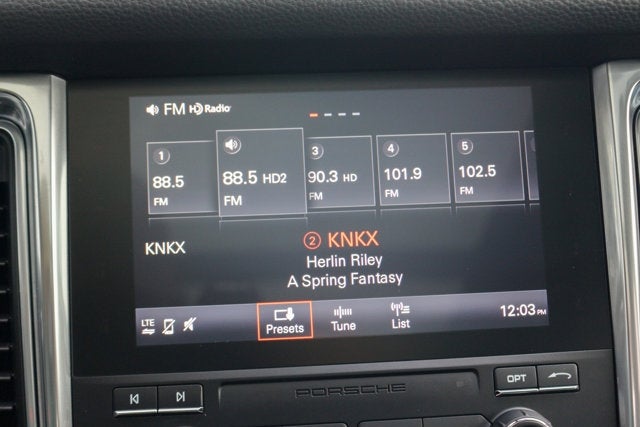 FM HD Radio
1 3 4 5
88.5 88.5 HD2 90.3 HD 101.9 102.5
FM FM FM FM FM
KNKX 2 KNKX
Herlin Riley
A Spring Fantasy
LTE Presets Tune List 12:03 PM
PORSCHE
OPT